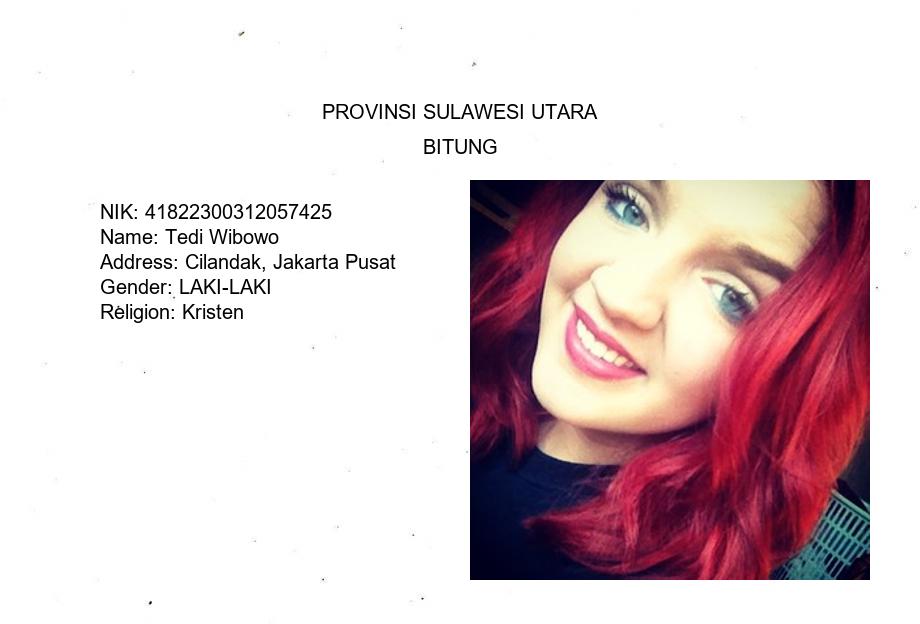 PROVINSI SULAWESI UTARA
BITUNG
NIK: 41822300312057425
Name: Tedi Wibowo
Address: Cilandak, Jakarta Pusat
Gender: LAKI-LAKI
Religion: Kristen